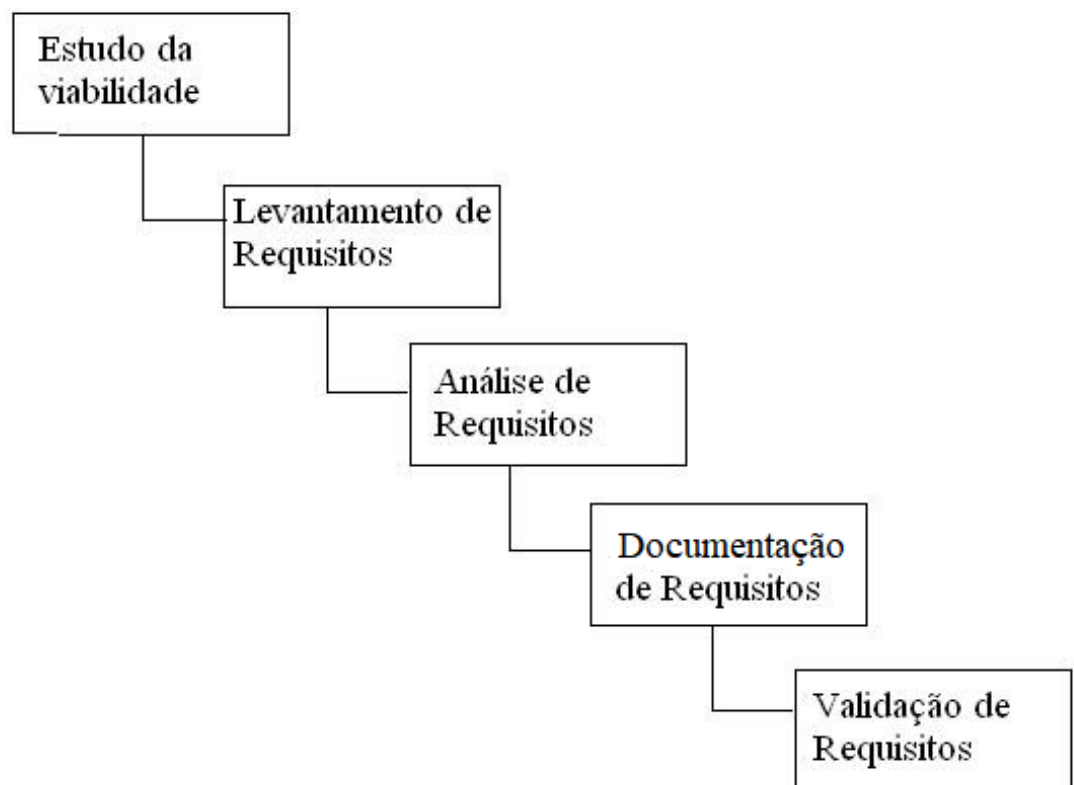 Estudo da
viabilidade
Levantamento de
Requisitos
Análise de
Requisitos
Documentação
de Requisitos
Validação de
Requisitos